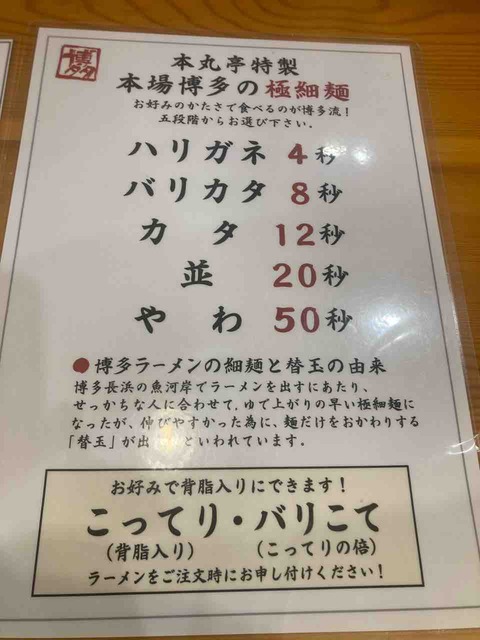 博多
本丸亭特製
本場博多の極細麺
お好みのかたさで食べるのが博多流！
五段階からお選び下さい．
ハリガネ 4秒
バリカタ 8秒
カタ 12秒
並 20秒
やわ 50秒
●博多ラーメンの細麺と替玉の由来
博多長浜の魚河岸でラーメンを出すにあたり、
せっかちな人に合わせて，ゆで上がりの早い極細麺に
なったが、伸びやすかった為に、麺だけをおかわりする
「替玉」が出 といわれています．
お好みで背脂入りにできます！
こってり・バリこて
（背脂入り） （こってりの倍）
ラーメンをご注文時にお申し付けください！